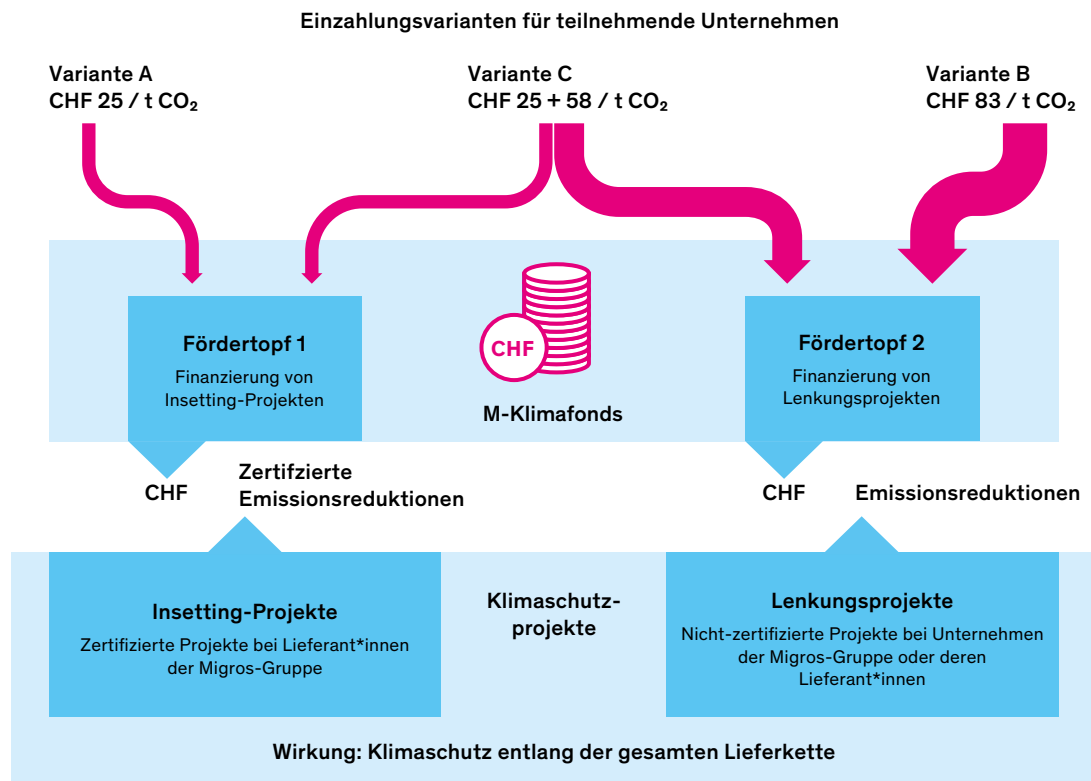 Einzahlungsvarianten für teilnehmende Unternehmen
Variante A
CHF 25 / t CO₂
Variante C
CHF 25 + 58 / t CO₂
Variante B
CHF 83 / t CO₂
Fördertopf 1
Finanzierung von
Insetting-Projekten
CHF
M-Klimafonds
Fördertopf 2
Finanzierung von
Lenkungsprojekten
CHF
Zertifzierte
Emissionsreduktionen
CHF
Emissionsreduktionen
Insetting-Projekte
Zertifizierte Projekte bei Lieferant*innen
der Migros-Gruppe
Klimaschutz-
projekte
Lenkungsprojekte
Nicht-zertifizierte Projekte bei Unternehmen
der Migros-Gruppe oder deren
Lieferant*innen
Wirkung: Klimaschutz entlang der gesamten Lieferkette